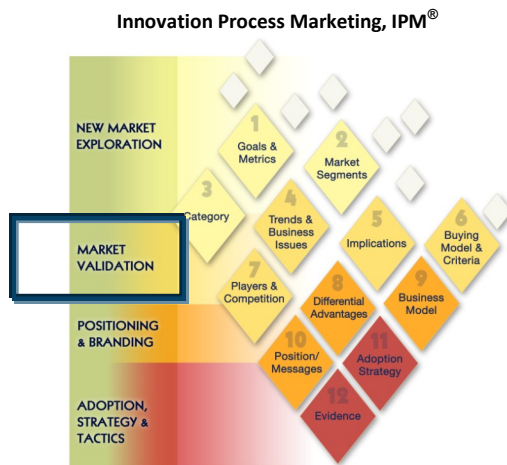 Innovation Process Marketing, IPM®
NEW MARKET
EXPLORATION
1
Goals &
Metrics
2
Market
Segments
3
Category
4
Trends &
Business
Issues
5
Implications
6
Buying
Model &
Criteria
MARKET
VALIDATION
7
Players &
Competition
8
Differential
Advantages
9
Business
Model
POSITIONING
& BRANDING
10
Position/
Messages
11
Adoption
Strategy
ADOPTION,
STRATEGY &
TACTICS
12
Evidence